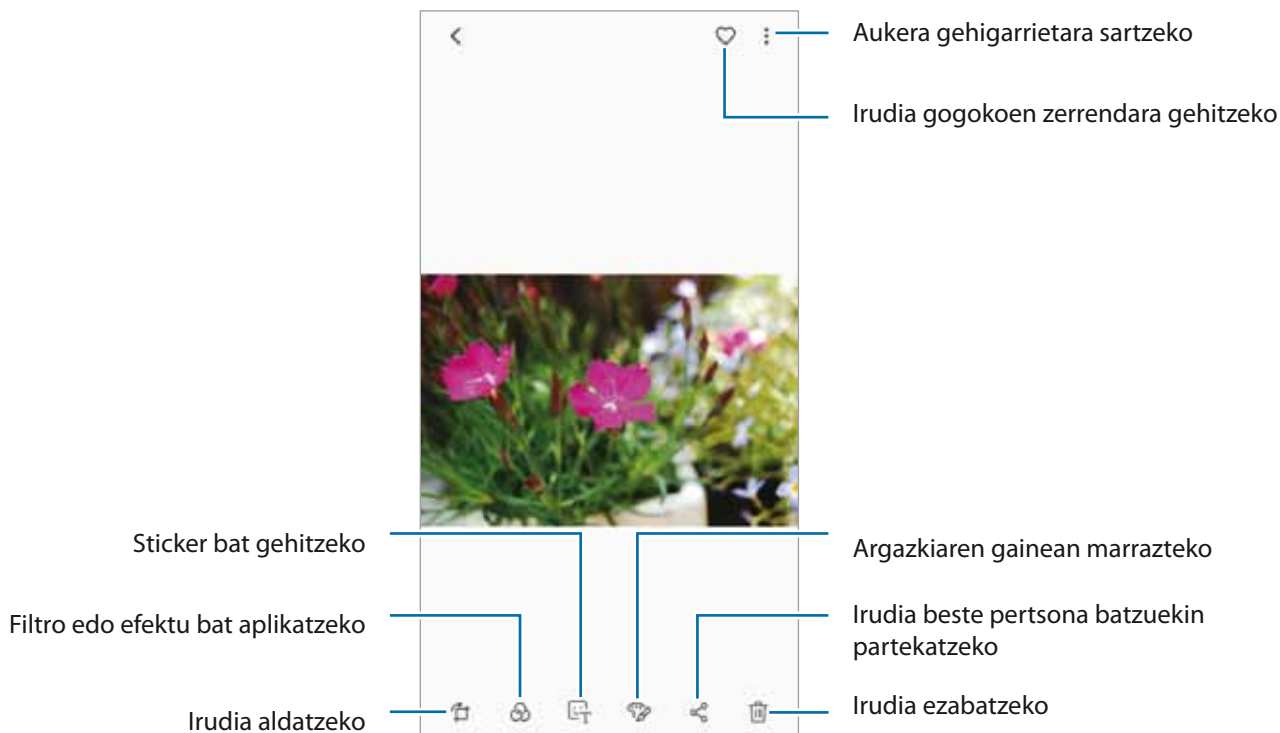 Aukera gehigarrietara sartzeko
Irudia gogokoen zerrendara gehitzeko
Sticker bat gehitzeko
Argazkiaren gainean marrazteko
Filtro edo efektu bat aplikatzeko
Irudia beste pertsona batzuekin
partekatzeko
Irudia aldatzeko
Irudia ezabatzeko